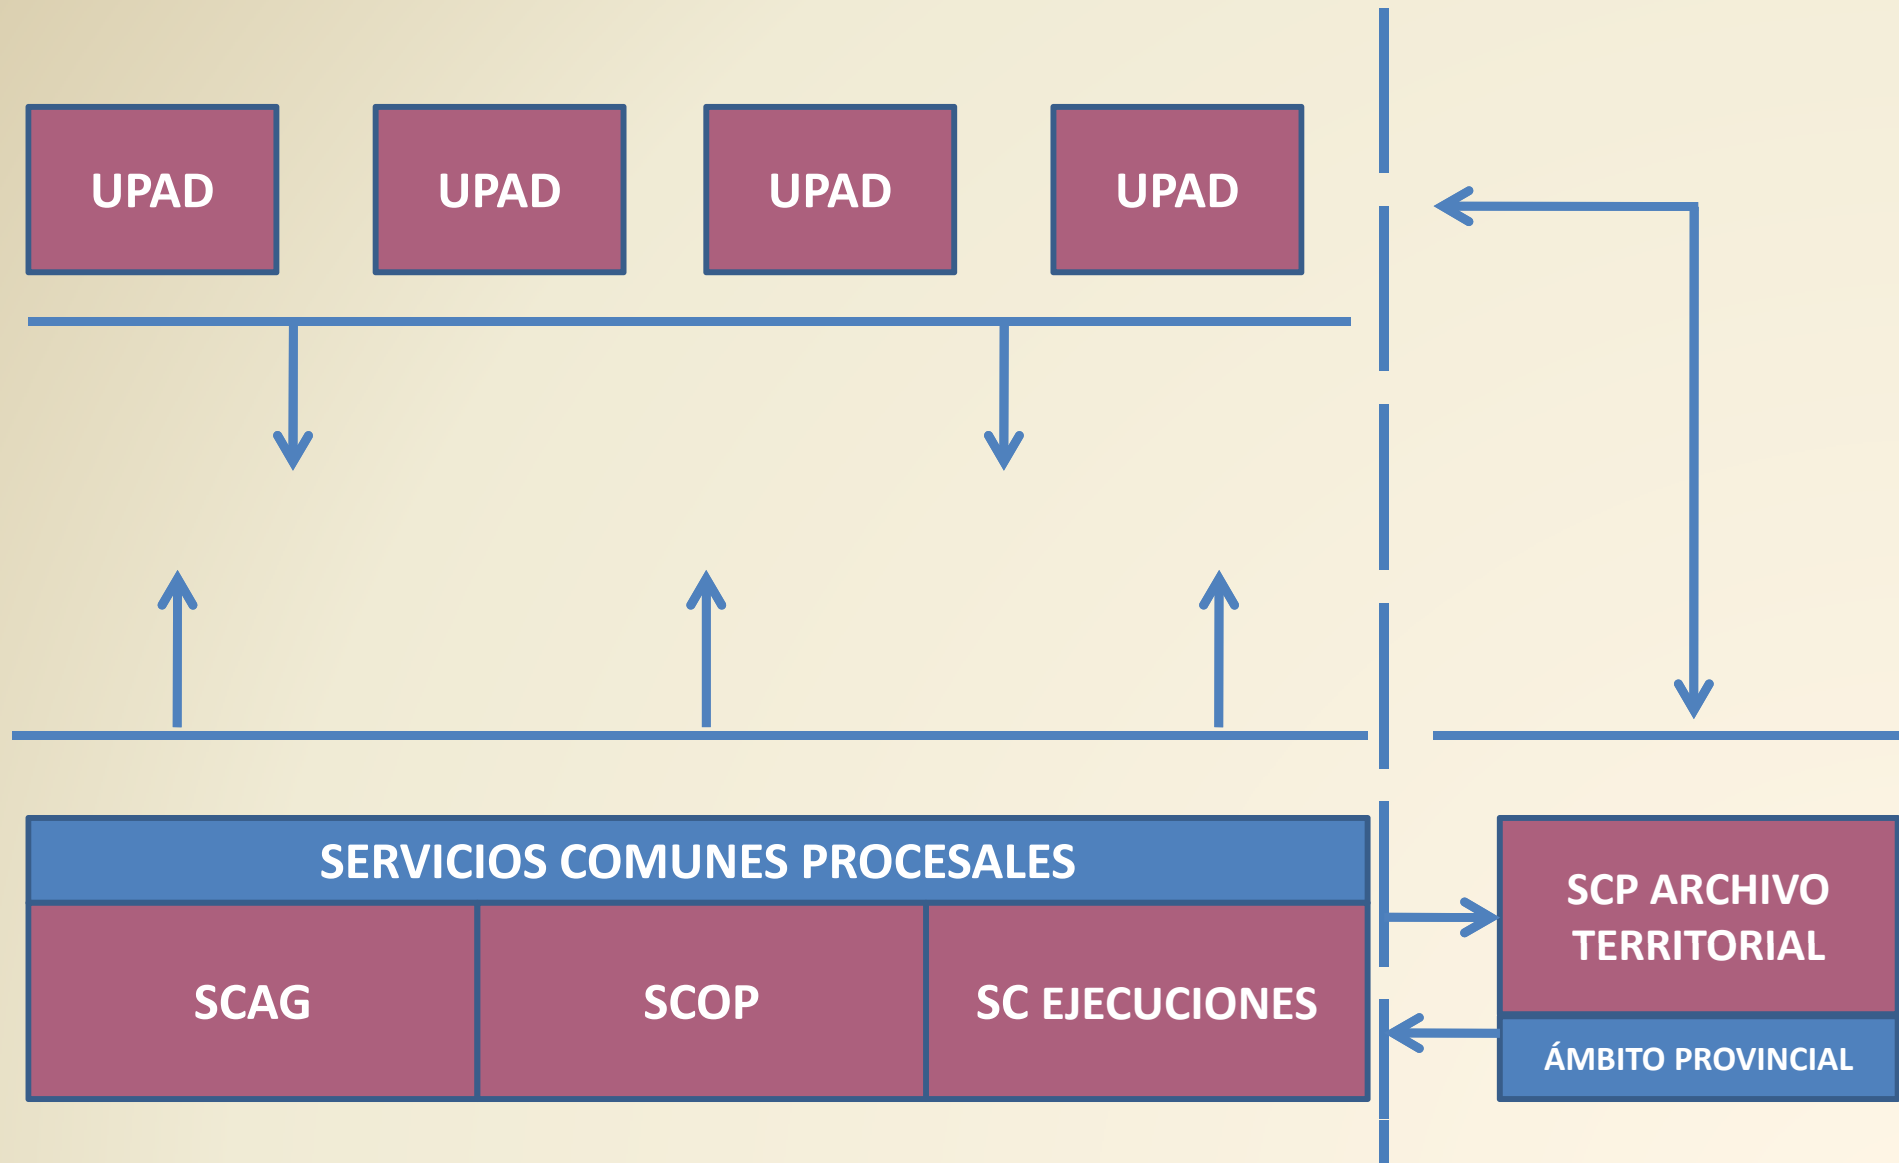 UPAD
UPAD
UPAD
UPAD
SERVICIOS COMUNES PROCESALES
SCAG
SCOP
SC EJECUCIONES
SCP ARCHIVO
TERRITORIAL
ÁMBITO PROVINCIAL